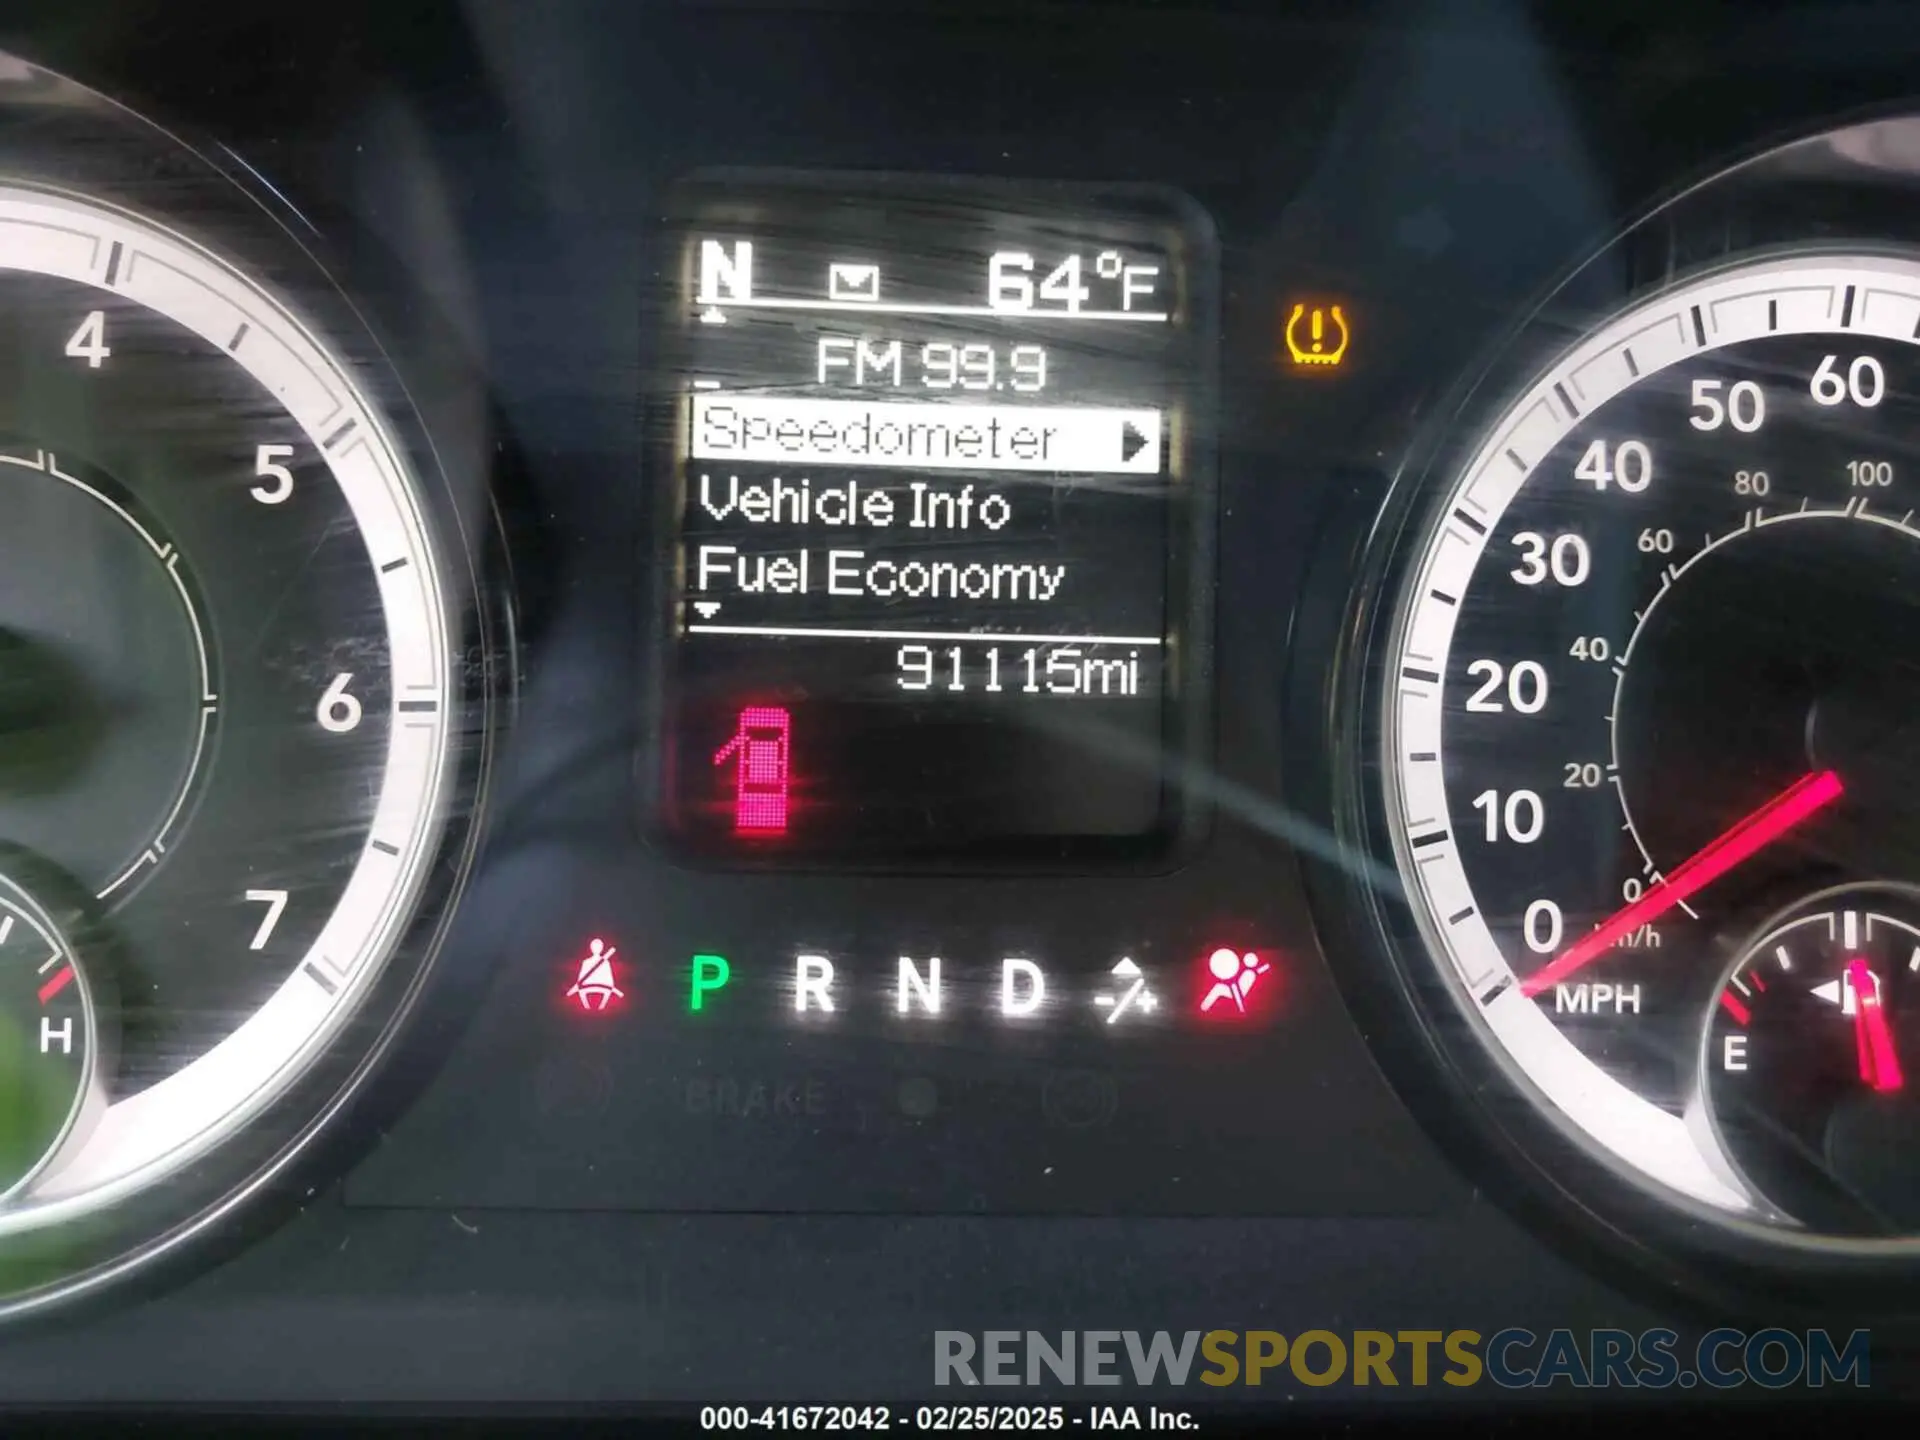 N 64°F
FM 99.9
Speedometer
Vehicle Info
Fuel Economy
91115mi
4
5
6
7
H
P R N D -/+
BRAKE
60
50
40
30
20
10
0
MPH
100
80
60
40
20
0
km/h
E
RENEWSPORTSCARS.COM
000-41672042 - 02/25/2025 - IAA Inc.